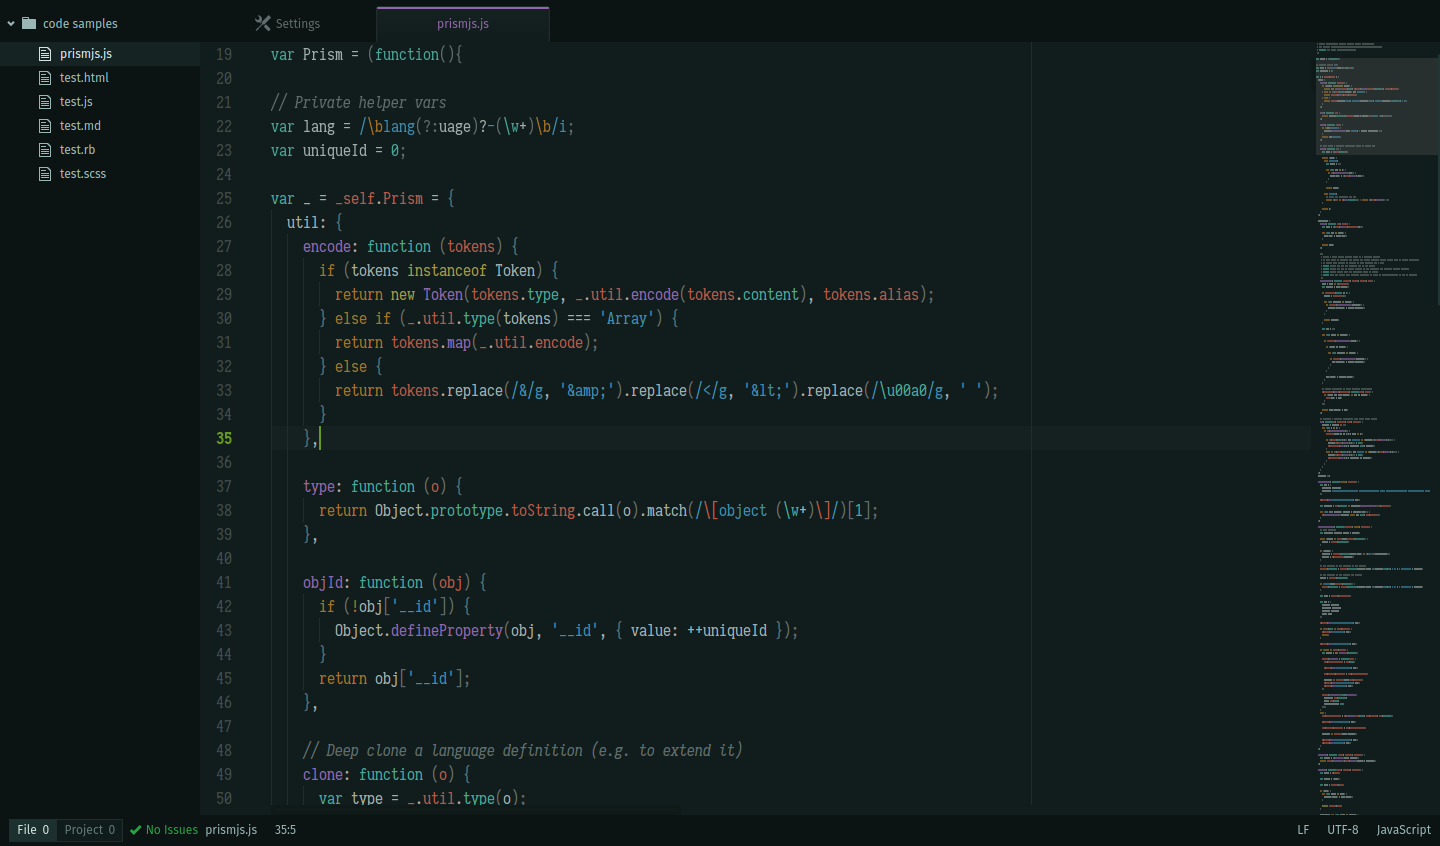 code samples
prismjs.js
test.html
test.js
test.md
test.rb
test.scss
Settings
prismjs.js
19 var Prism = (function(){
20
21 // Private helper vars
22 var lang = /\blang(?:uage)?-(\w+)\b/i;
23 var uniqueId = 0;
24
25 var _ = _self.Prism = {
26 util: {
27 encode: function (tokens) {
28 if (tokens instanceof Token) {
29 return new Token(tokens.type, _.util.encode(tokens.content), tokens.alias);
30 } else if (_.util.type(tokens) === 'Array') {
31 return tokens.map(_.util.encode);
32 } else {
33 return tokens.replace(/&/g, '&amp;').replace(/</g, '&lt;').replace(/\u00a0/g, ' ');
34 }
35 },
36
37 type: function (o) {
38 return Object.prototype.toString.call(o).match(/\[object (\w+)\]/)[1];
39 },
40
41 objId: function (obj) {
42 if (!obj['__id']) {
43 Object.defineProperty(obj, '__id', { value: ++uniqueId });
44 }
45 return obj['__id'];
46 },
47
48 // Deep clone a language definition (e.g. to extend it)
49 clone: function (o) {
50 var type = _.util.type(o);
File 0 Project 0 No Issues prismjs.js 35:5 LF UTF-8 JavaScript